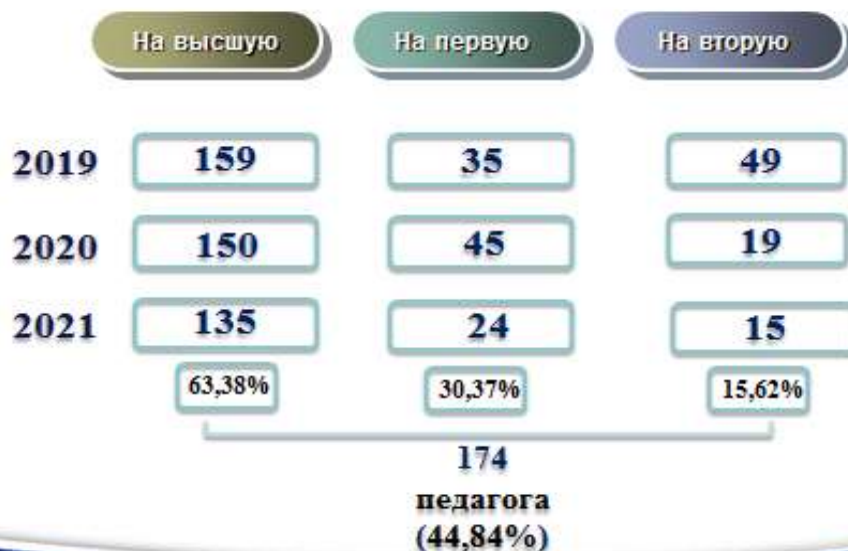 На высшую На первую На вторую
2019 159 35 49
2020 150 45 19
2021 135 24 15
63,38% 30,37% 15,62%
174
педагога
(44,84%)